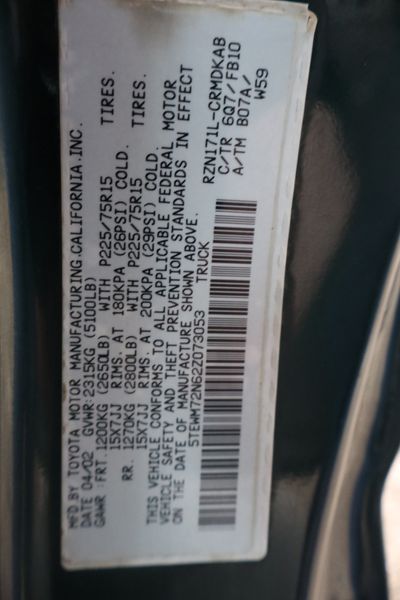 MFD BY TOYOTA MOTOR MANUFACTURING.CALIFORNIA .INC.
DATE 04/02 GVWR:2315KG (5100LB)
GAWR :FRT.1200KG (2650LB) WITH P225/75R15 TIRES.
15X7JJ RIMS. AT 180KPA (26PSI) COLD.
RR. 1270KG (2800LB) WITH P225/75R15 TIRES.
15X7JJ RIMS. AT 200KPA (29PSI) COLD.
THIS VEHICLE CONFORMS TO ALL APPLICABLE FEDERAL MOTOR
VEHICLE SAFETY AND THEFT PREVENTION STANDARDS IN EFFECT
ON THE DATE OF MANUFACTURE SHOWN ABOVE.
5TEWM72N62Z073053 TRUCK
RZN171L-CRMDKAB
C/TR 6Q7/FB10
A/TM B07A/
W59